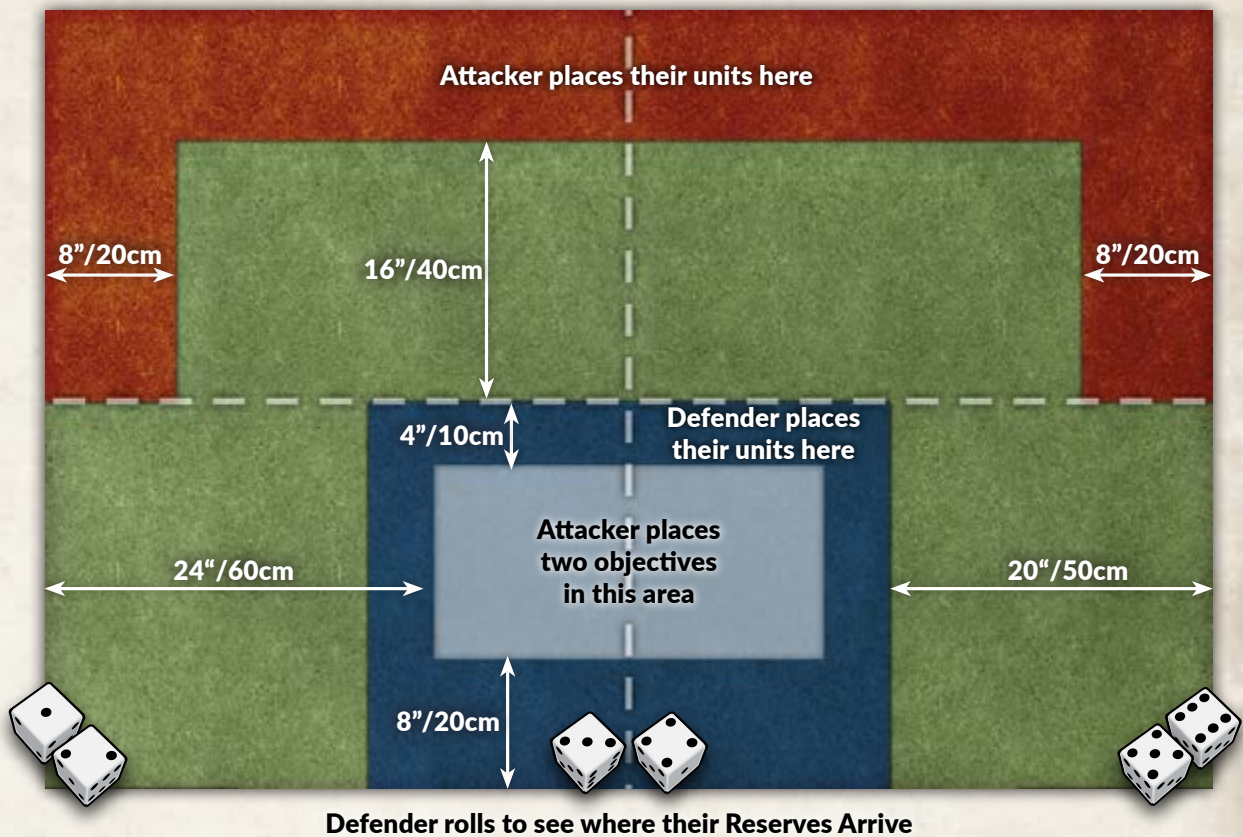 Attacker places their units here
8”/20cm
16”/40cm
8”/20cm
4”/10cm
Defender places
their units here
Attacker places
two objectives
in this area
24“/60cm
20“/50cm
8”/20cm
Defender rolls to see where their Reserves Arrive